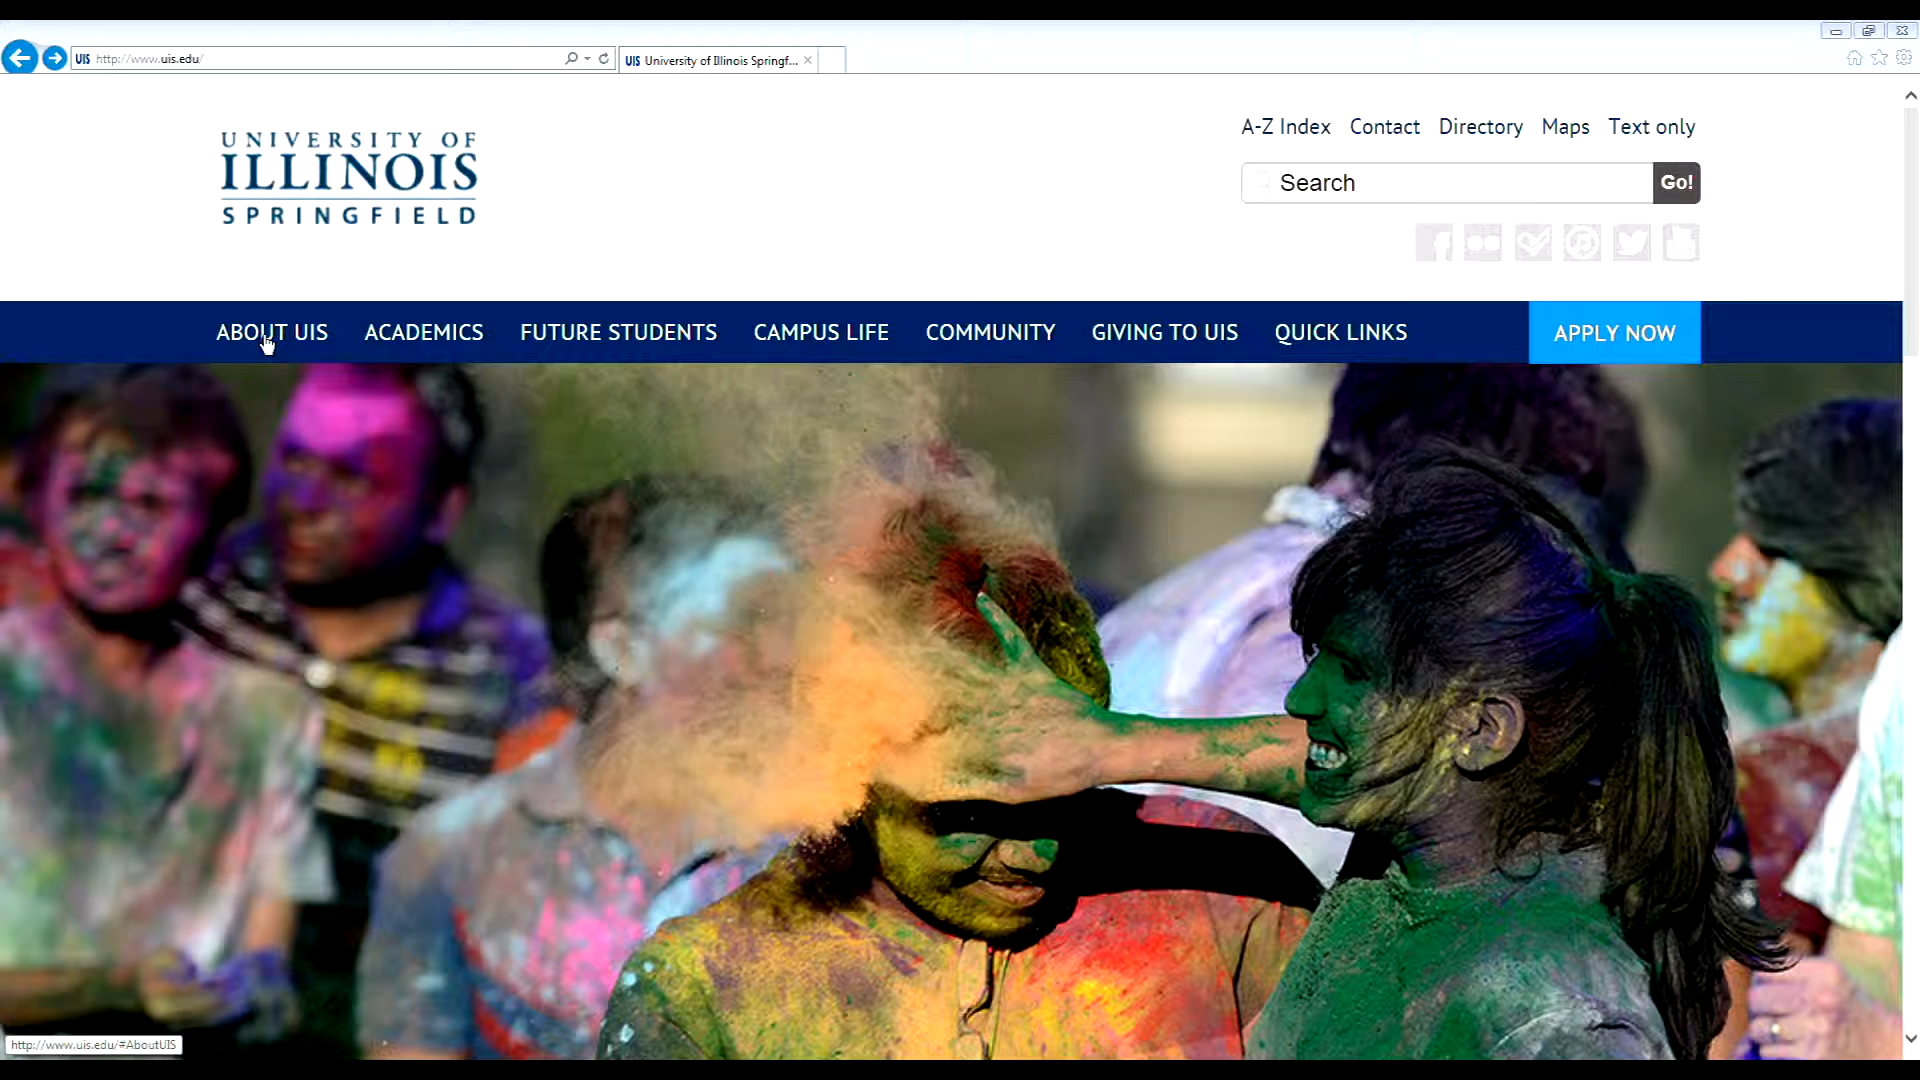 UIS http://www.uis.edu/
UIS University of Illinois Springf...
UNIVERSITY OF
ILLINOIS
SPRINGFIELD
A-Z Index Contact Directory Maps Text only
Search Go!
ABOUT UIS ACADEMICS FUTURE STUDENTS CAMPUS LIFE COMMUNITY GIVING TO UIS QUICK LINKS APPLY NOW
http://www.uis.edu/#AboutUIS